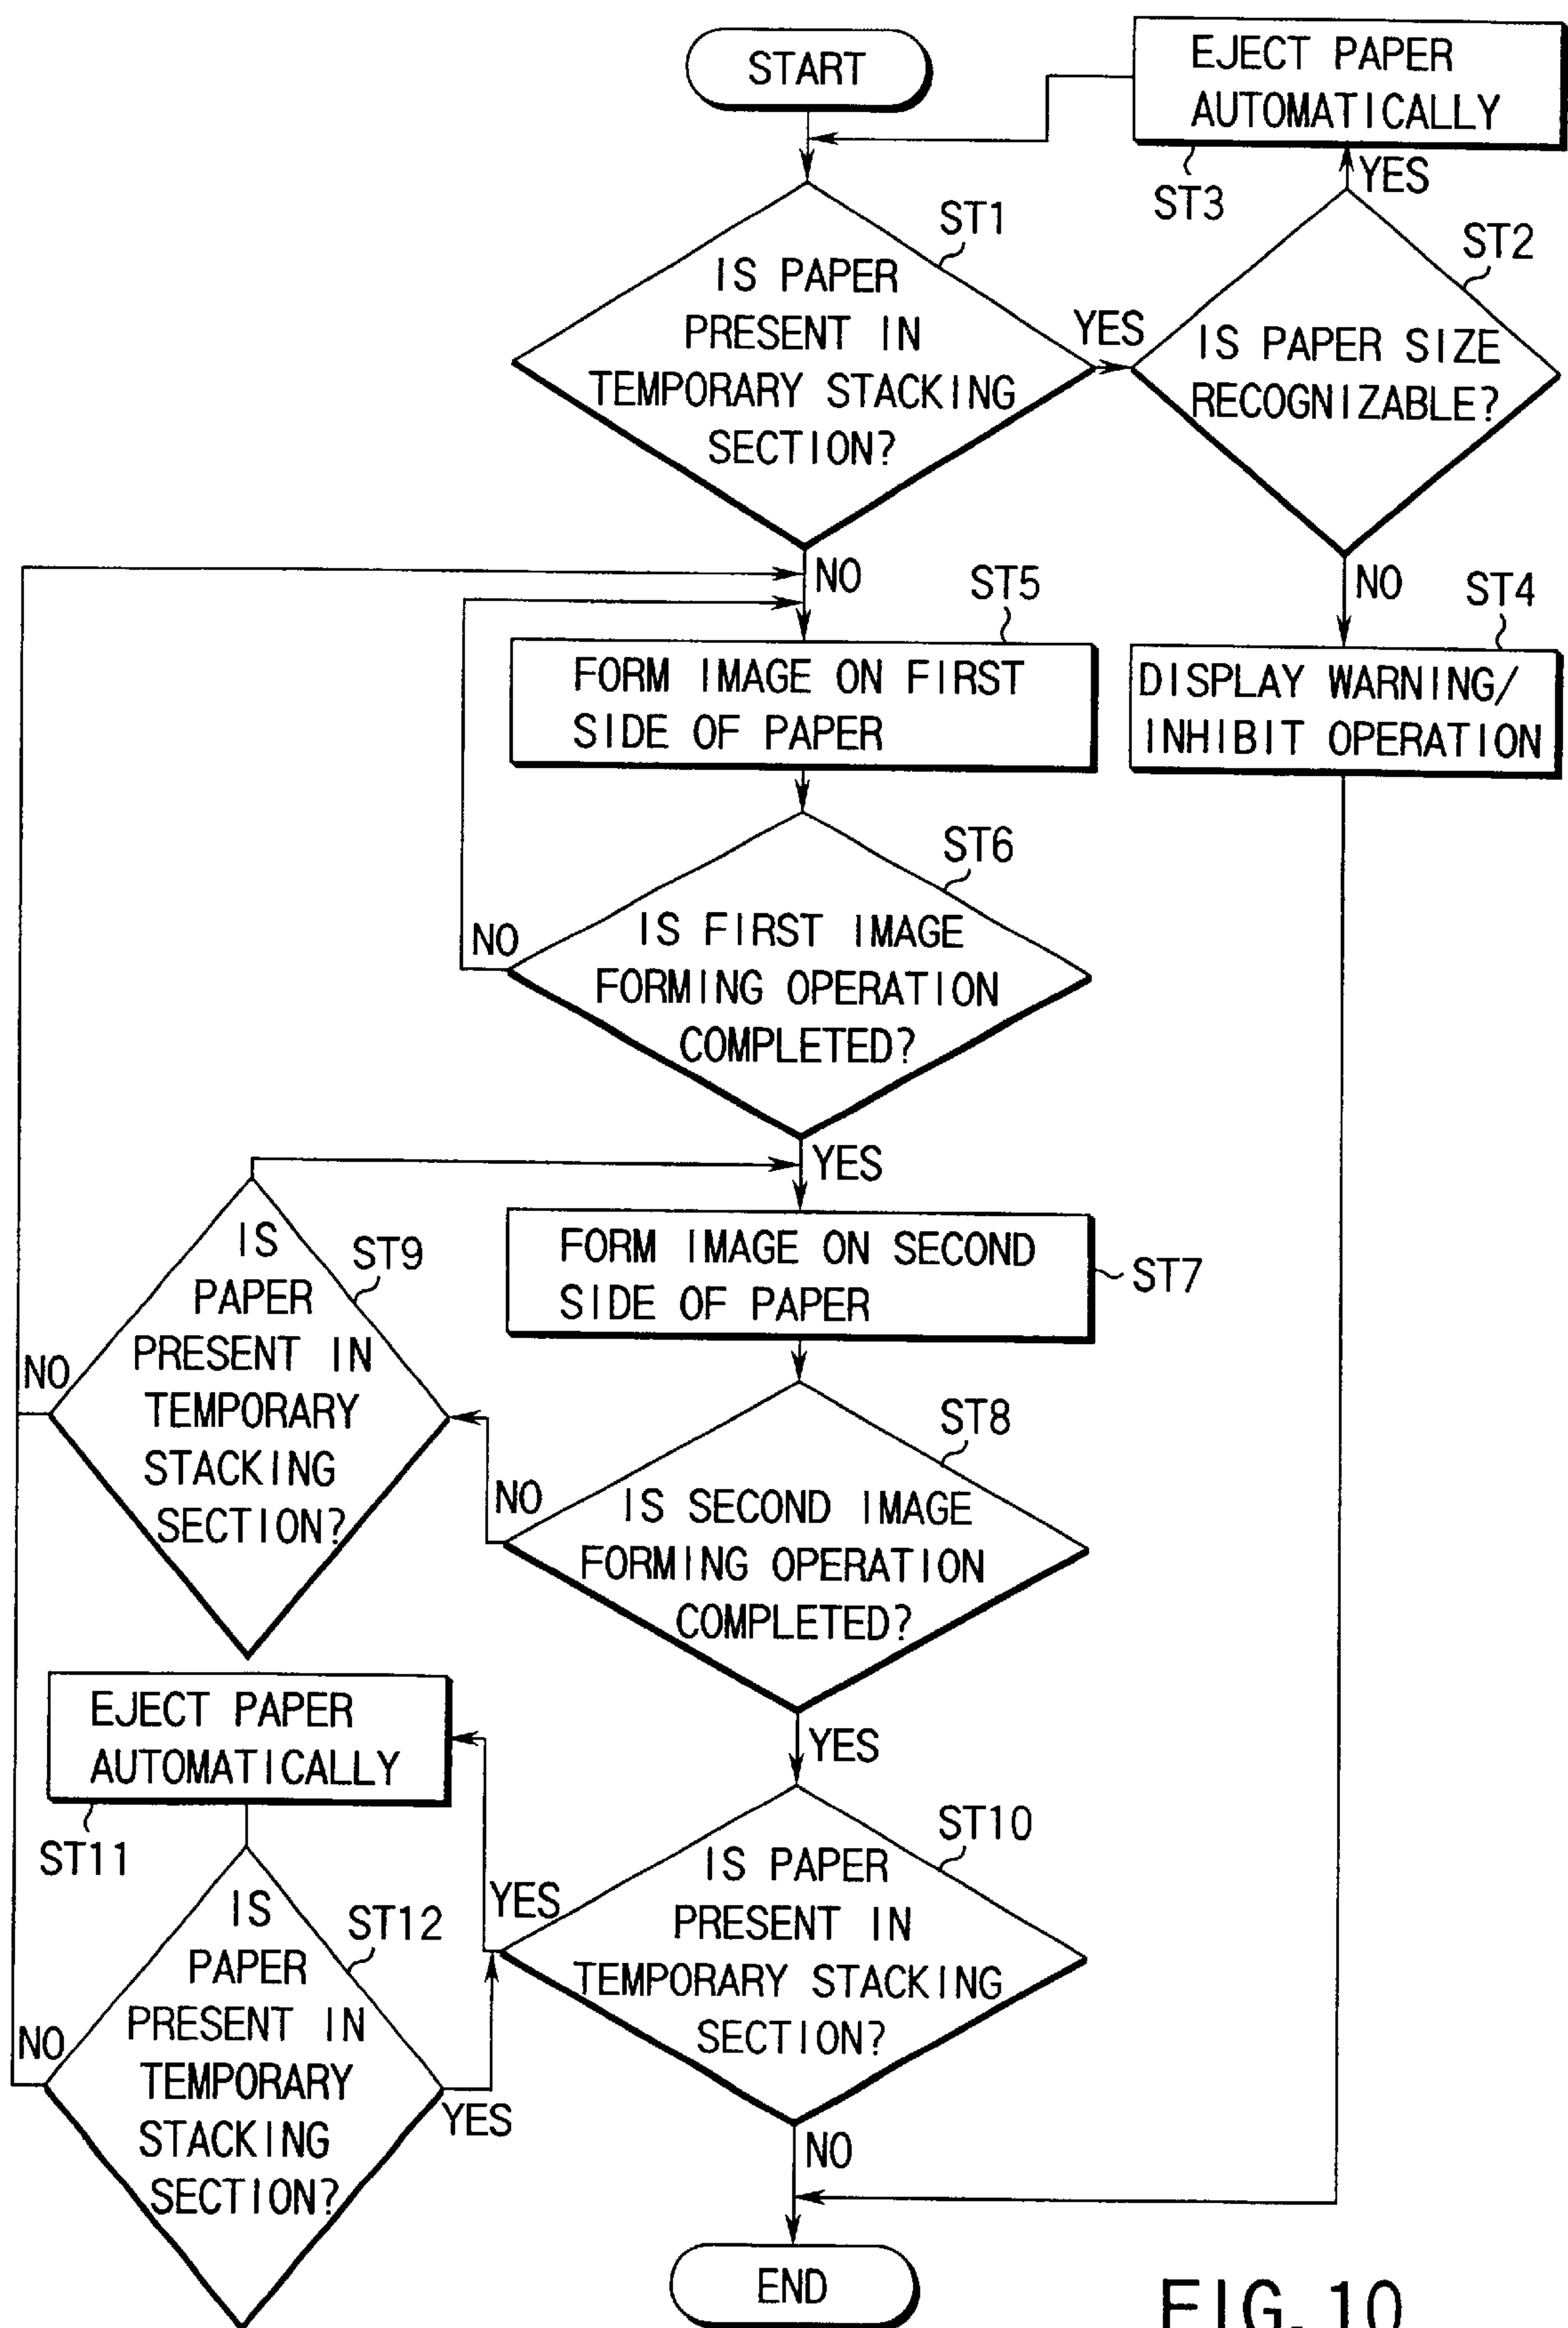 START
EJECT PAPER
AUTOMATICALLY
ST3
YES
ST1
IS PAPER
PRESENT IN
TEMPORARY STACKING
SECTION?
YES
ST2
IS PAPER SIZE
RECOGNIZABLE?
NO
NO
ST5
FORM IMAGE ON FIRST
SIDE OF PAPER
ST4
DISPLAY WARNING/
INHIBIT OPERATION
ST6
IS FIRST IMAGE
FORMING OPERATION
COMPLETED?
NO
YES
FORM IMAGE ON SECOND
SIDE OF PAPER
ST7
ST9
IS
PAPER
PRESENT IN
TEMPORARY
STACKING
SECTION?
NO
ST8
IS SECOND IMAGE
FORMING OPERATION
COMPLETED?
NO
YES
EJECT PAPER
AUTOMATICALLY
ST11
ST10
IS PAPER
PRESENT IN
TEMPORARY STACKING
SECTION?
YES
ST12
IS
PAPER
PRESENT IN
TEMPORARY
STACKING
SECTION?
NO
YES
NO
END
FIG. 10